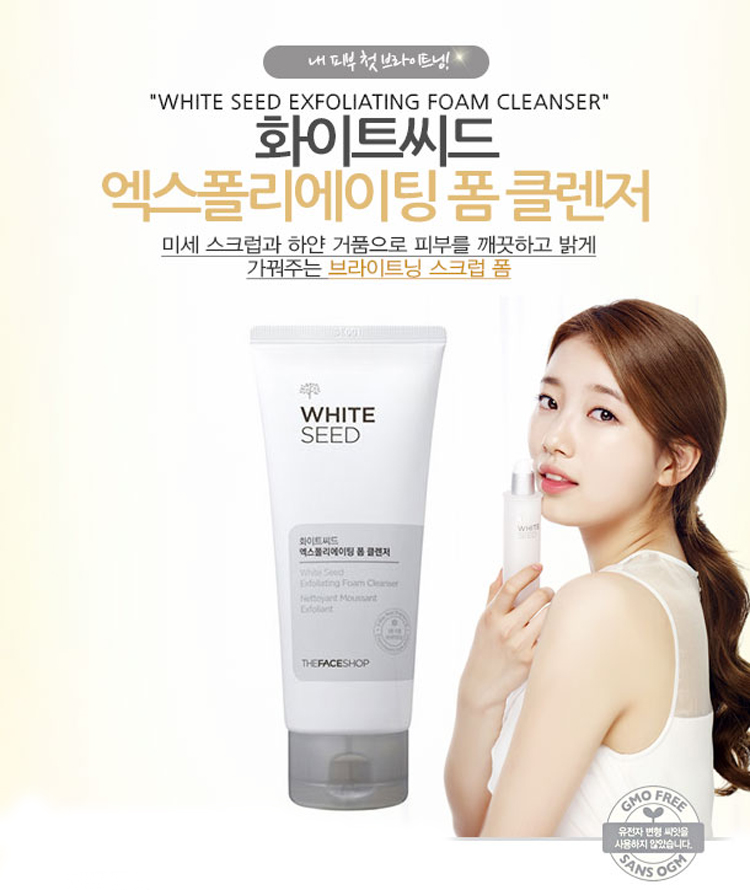 내 피부 첫 브라이트닝!
"WHITE SEED EXFOLIATING FOAM CLEANSER"
화이트씨드
엑스폴리에이팅 폼 클렌저
미세 스크럽과 하얀 거품으로 피부를 깨끗하고 밝게
가꿔주는 브라이트닝 스크럽 폼
WHITE
SEED
화이트씨드
엑스폴리에이팅 폼 클렌저
White Seed
Exfoliating Foam Cleanser
Nettoyant Moussant
Exfoliant
THEFACESHOP
WHITE
GMO FREE
유전자 변형 씨앗을
사용하지 않았습니다.
SANS OGM